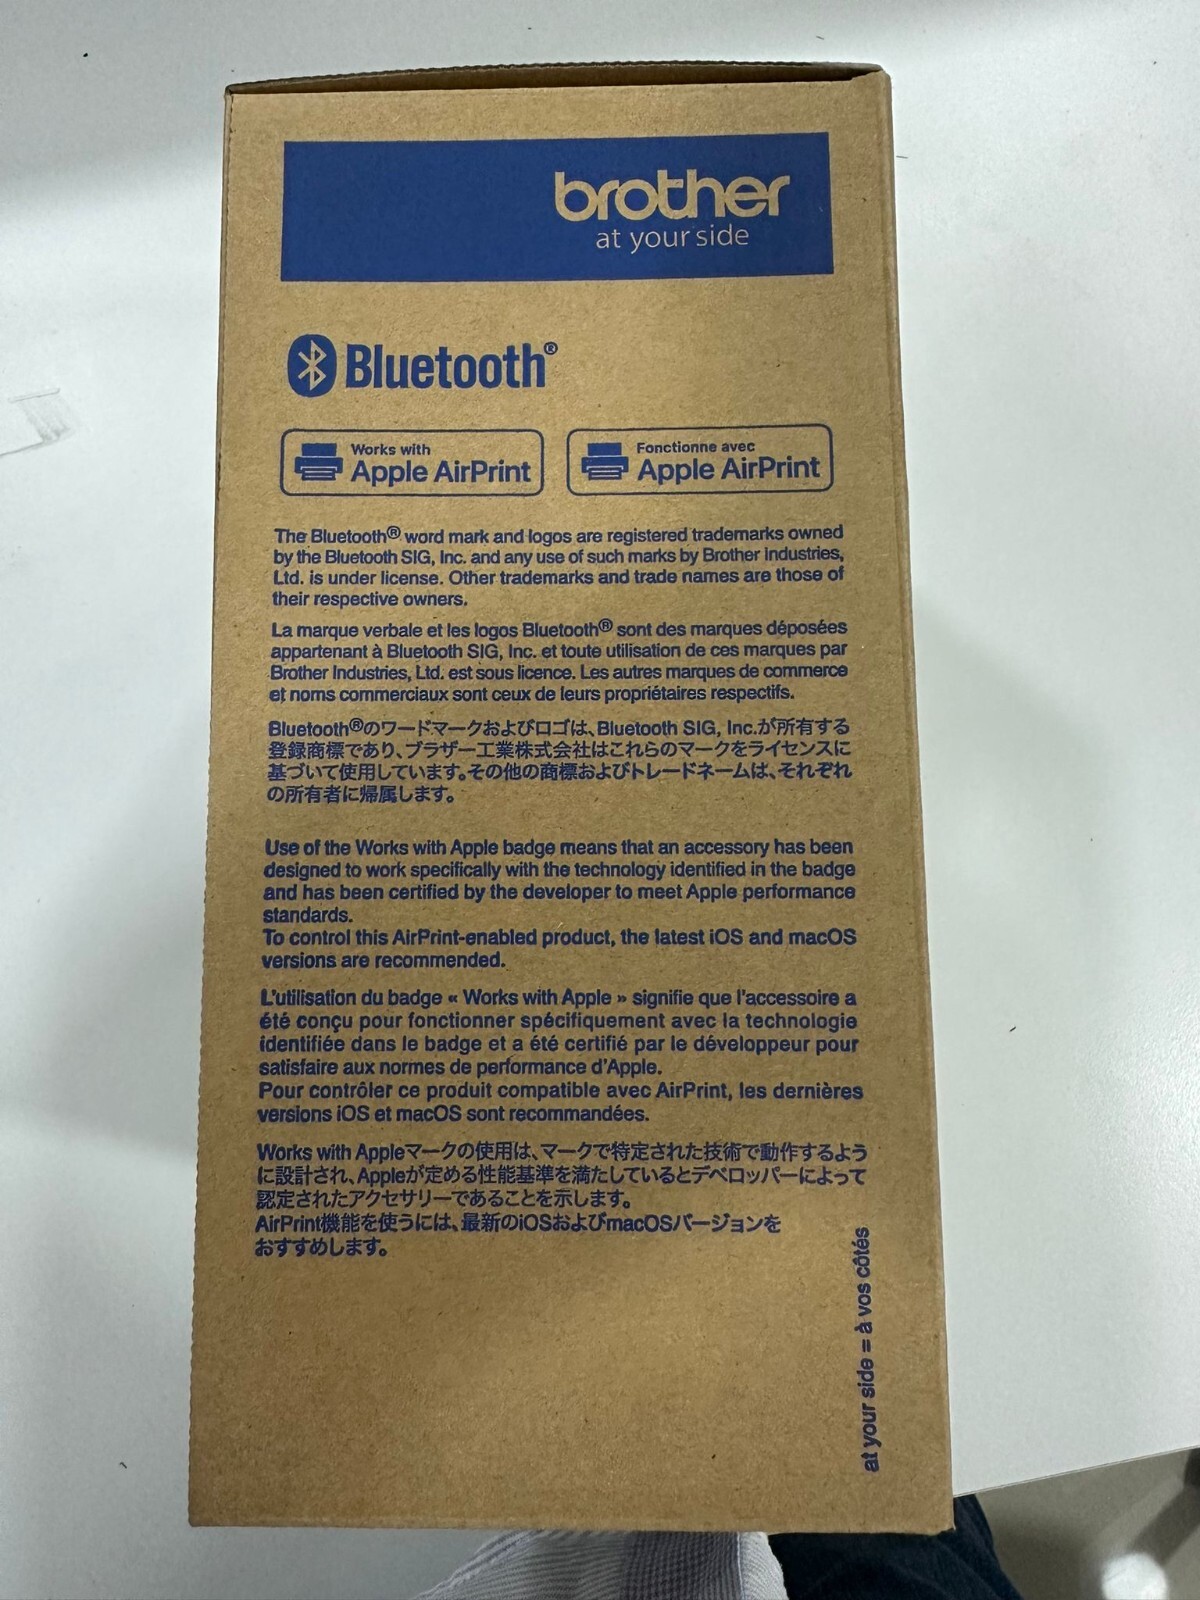 brother
at your side
Bluetooth®
Works with
Apple AirPrint
Fonctionne avec
Apple AirPrint
The Bluetooth® word mark and logos are registered trademarks owned
by the Bluetooth SIG, Inc. and any use of such marks by Brother Industries,
Ltd. is under license. Other trademarks and trade names are those of
their respective owners.
La marque verbale et les logos Bluetooth® sont des marques déposées
appartenant à Bluetooth SIG, Inc. et toute utilisation de ces marques par
Brother Industries, Ltd. est sous licence. Les autres marques de commerce
et noms commerciaux sont ceux de leurs propriétaires respectifs.
Bluetooth®のワードマークおよびロゴは、Bluetooth SIG, Inc.が所有する
登録商標であり、ブラザー工業株式会社はこれらのマークをライセンスに
基づいて使用しています。その他の商標およびトレードネームは、それぞれ
の所有者に帰属します。
Use of the Works with Apple badge means that an accessory has been
designed to work specifically with the technology identified in the badge
and has been certified by the developer to meet Apple performance
standards.
To control this AirPrint-enabled product, the latest iOS and macOS
versions are recommended.
L'utilisation du badge « Works with Apple » signifie que l'accessoire a
été conçu pour fonctionner spécifiquement avec la technologie
identifiée dans le badge et a été certifié par le développeur pour
satisfaire aux normes de performance d'Apple.
Pour contrôler ce produit compatible avec AirPrint, les dernières
versions iOS et macOS sont recommandées.
Works with Appleマークの使用は、マークで特定された技術で動作するよう
に設計され、Appleが定める性能基準を満たしているとデベロッパーによって
認定されたアクセサリーであることを示します。
AirPrint機能を使うには、最新のiOSおよびmacOSバージョンを
おすすめします。
at your side = à vos côtés